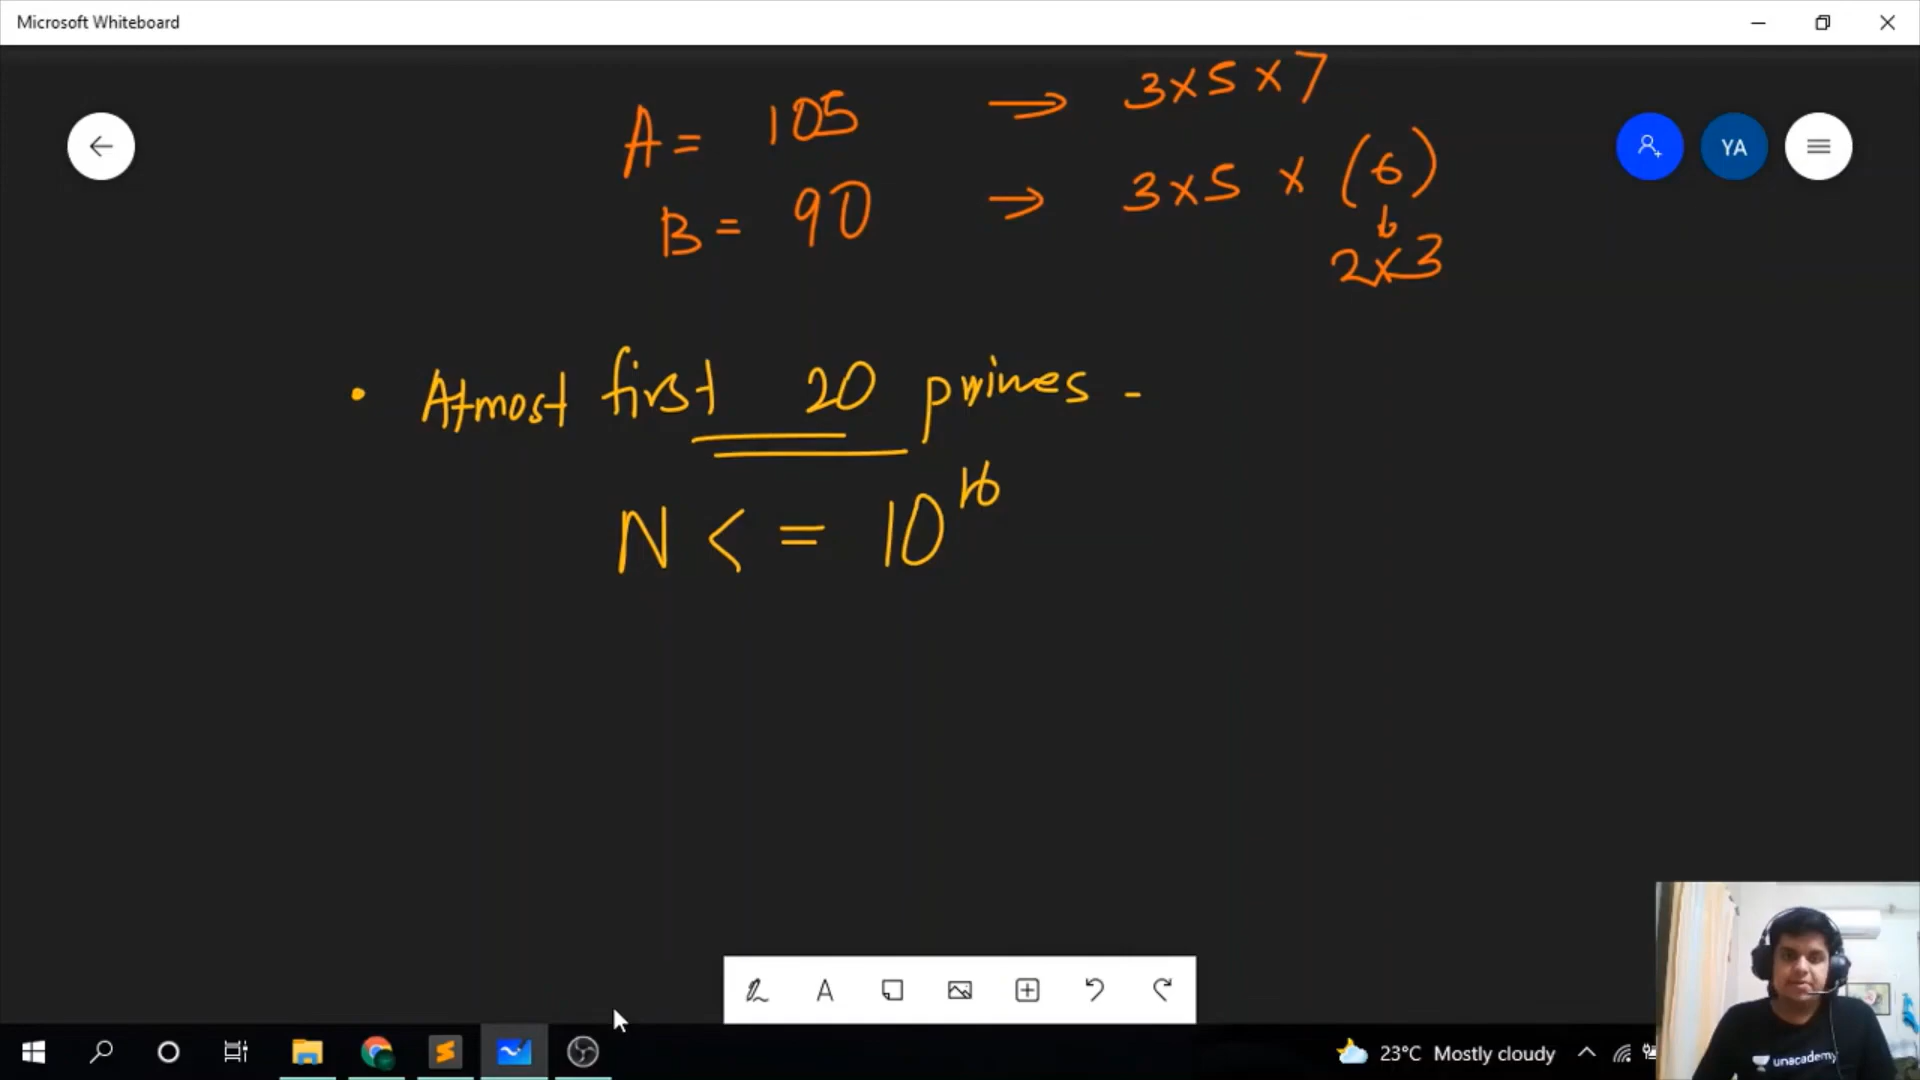 Microsoft Whiteboard
A = 105 → 3 × 5 × 7
B = 90 → 3 × 5 × (6)
2 × 3
YA
• Atmost first 20 primes -
N < = 10^16
A
23°C Mostly cloudy
unacademy